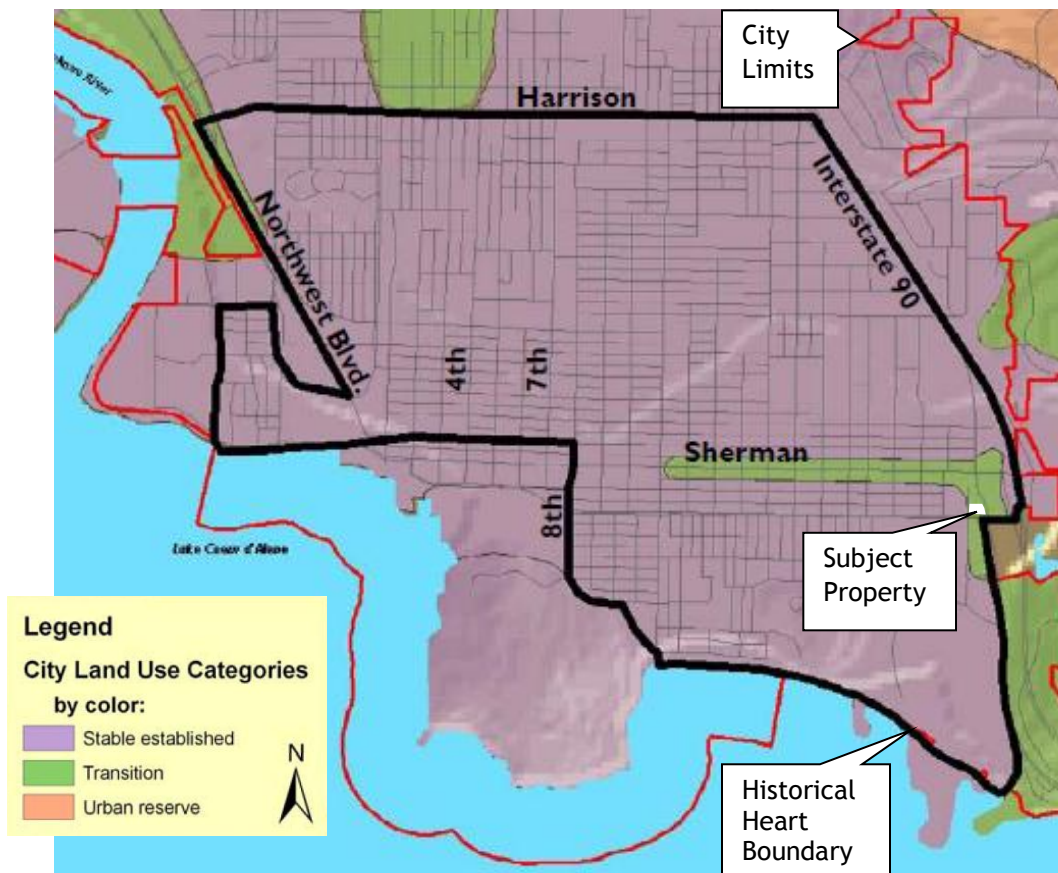 City
Limits
Harrison
Interstate 90
Northwest Blvd.
4th
7th
Sherman
8th
Lake Coeur d'Alene
Subject
Property
Legend
City Land Use Categories
by color:
Stable established
Transition
Urban reserve
N
Historical
Heart
Boundary
River